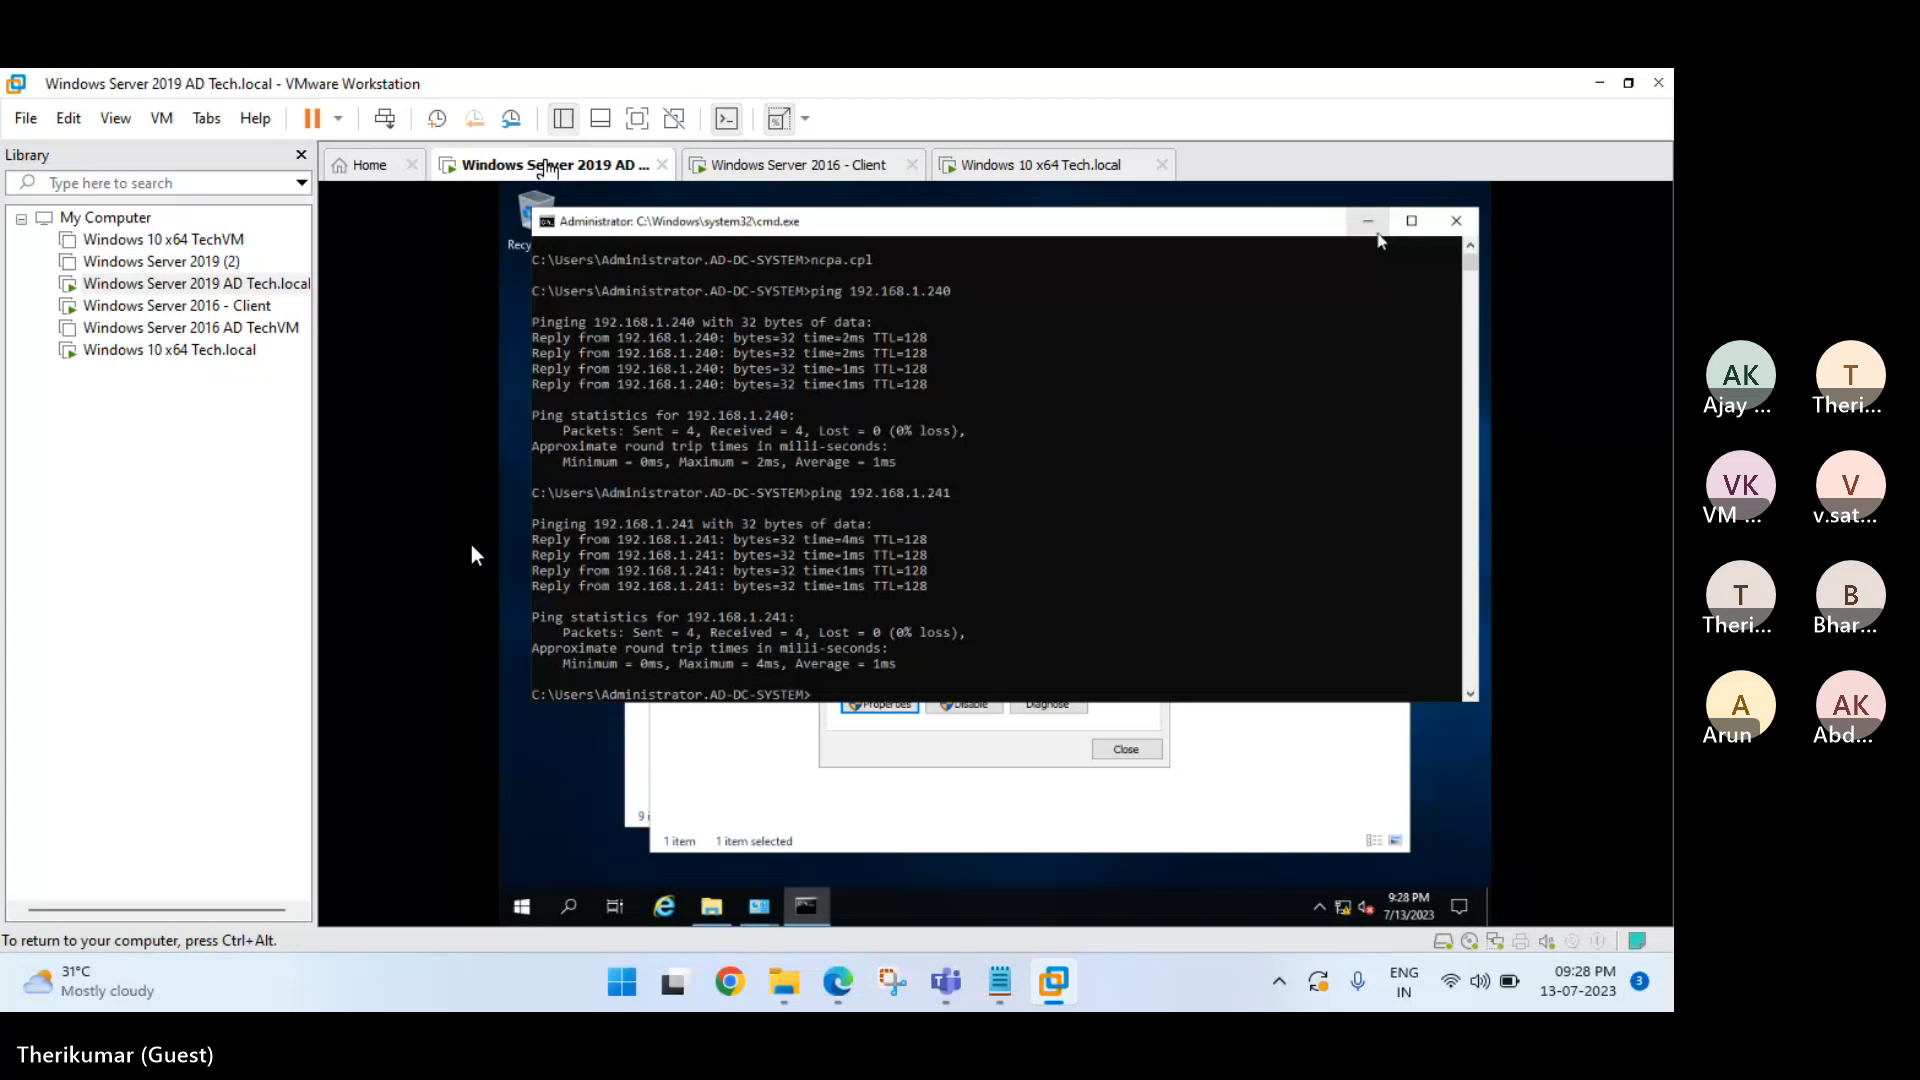 Windows Server 2019 AD Tech.local - VMware Workstation
File Edit View VM Tabs Help
Library
Type here to search
My Computer
Windows 10 x64 TechVM
Windows Server 2019 (2)
Windows Server 2019 AD Tech.local
Windows Server 2016 - Client
Windows Server 2016 AD TechVM
Windows 10 x64 Tech.local
Home
Windows Server 2019 AD ...
Windows Server 2016 - Client
Windows 10 x64 Tech.local
Recy
Administrator: C:\Windows\system32\cmd.exe
C:\Users\Administrator.AD-DC-SYSTEM>ncpa.cpl
C:\Users\Administrator.AD-DC-SYSTEM>ping 192.168.1.240
Pinging 192.168.1.240 with 32 bytes of data:
Reply from 192.168.1.240: bytes=32 time=2ms TTL=128
Reply from 192.168.1.240: bytes=32 time=2ms TTL=128
Reply from 192.168.1.240: bytes=32 time=1ms TTL=128
Reply from 192.168.1.240: bytes=32 time<1ms TTL=128
Ping statistics for 192.168.1.240:
Packets: Sent = 4, Received = 4, Lost = 0 (0% loss),
Approximate round trip times in milli-seconds:
Minimum = 0ms, Maximum = 2ms, Average = 1ms
C:\Users\Administrator.AD-DC-SYSTEM>ping 192.168.1.241
Pinging 192.168.1.241 with 32 bytes of data:
Reply from 192.168.1.241: bytes=32 time=4ms TTL=128
Reply from 192.168.1.241: bytes=32 time=1ms TTL=128
Reply from 192.168.1.241: bytes=32 time<1ms TTL=128
Reply from 192.168.1.241: bytes=32 time=1ms TTL=128
Ping statistics for 192.168.1.241:
Packets: Sent = 4, Received = 4, Lost = 0 (0% loss),
Approximate round trip times in milli-seconds:
Minimum = 0ms, Maximum = 4ms, Average = 1ms
C:\Users\Administrator.AD-DC-SYSTEM>
Properties Disable Diagnose
Close
9 i
1 item 1 item selected
9:28 PM
7/13/2023
To return to your computer, press Ctrl+Alt.
31°C
Mostly cloudy
ENG
IN
09:28 PM
13-07-2023
3
AK
Ajay ...
T
Theri...
VK
VM ...
V
v.sat...
T
Theri...
B
Bhar...
A
Arun
AK
Abd...
Therikumar (Guest)